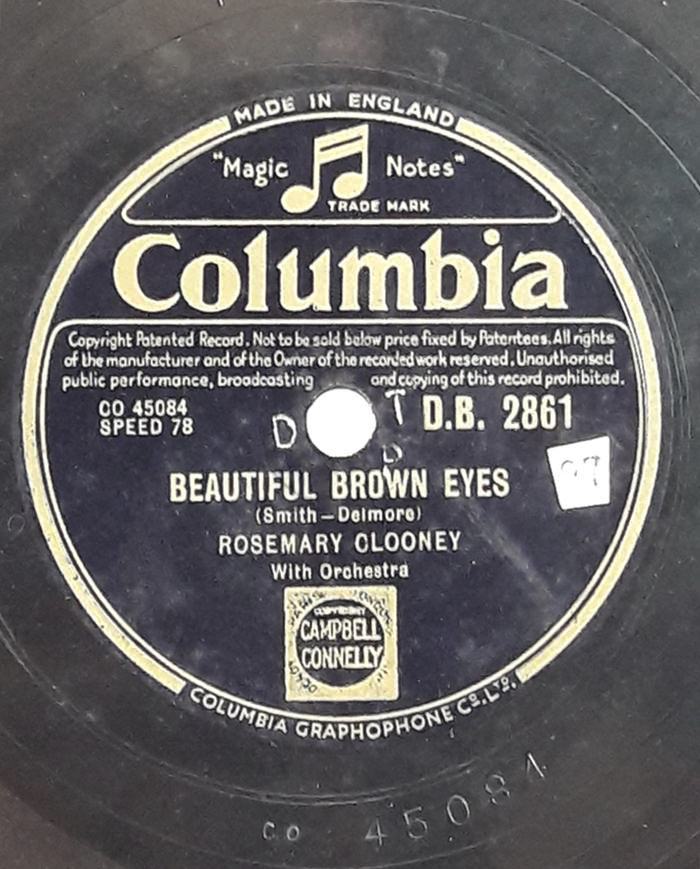 MADE IN ENGLAND
"Magic Notes"
TRADE MARK
Columbia
Copyright Patented Record. Not to be sold below price fixed by Patentees. All rights
of the manufacturer and of the Owner of the recorded work reserved. Unauthorised
public performance, broadcasting and copying of this record prohibited.
CO 45084
SPEED 78
D.B. 2861
D
T
D
BEAUTIFUL BROWN EYES
(Smith–Delmore)
ROSEMARY CLOONEY
With Orchestra
COPYRIGHT
CAMPBELL
CONNELLY
COLUMBIA GRAPHOPHONE Co. LTD.
CO 45084